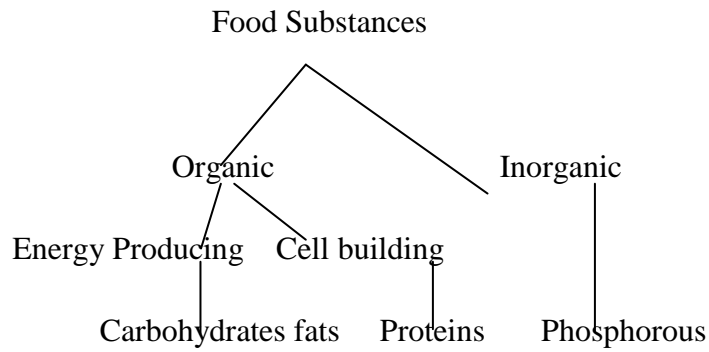 Food Substances
Organic Inorganic
Energy Producing Cell building
Carbohydrates fats Proteins Phosphorous